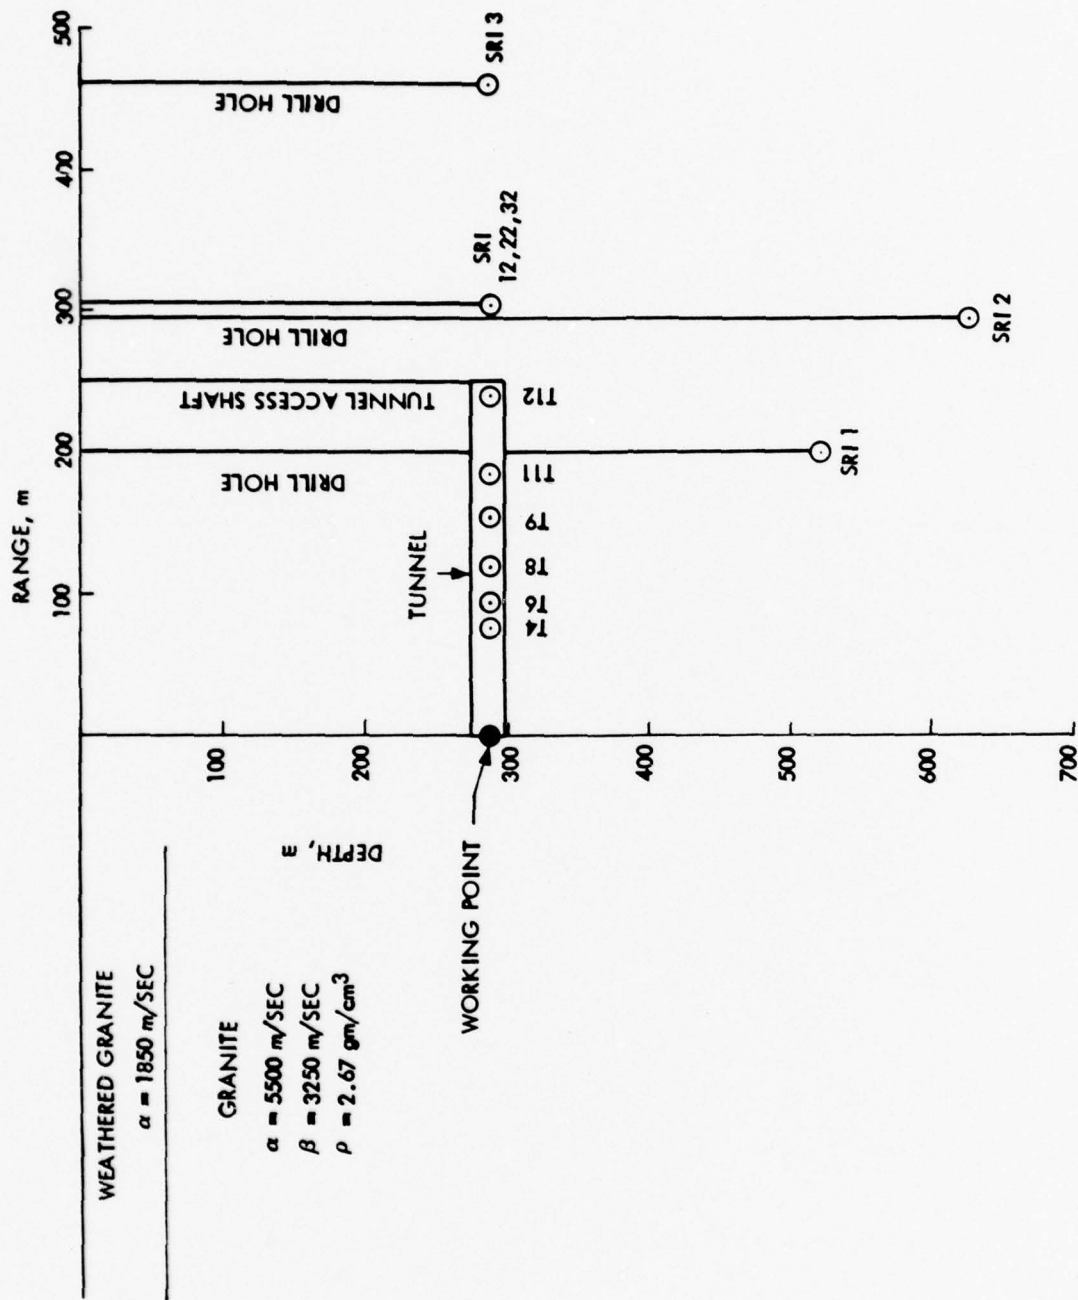 RANGE, m
100
200
300
400
500
WEATHERED GRANITE
α = 1850 m/SEC
GRANITE
α = 5500 m/SEC
β = 3250 m/SEC
ρ = 2.67 gm/cm³
DEPTH, m
100
200
300
400
500
600
700
WORKING POINT
TUNNEL
DRILL HOLE
TUNNEL ACCESS SHAFT
DRILL HOLE
DRILL HOLE
T4
T6
T8
T9
T11
T12
SRI
12,22,32
SRI 3
SRI 1
SRI 2